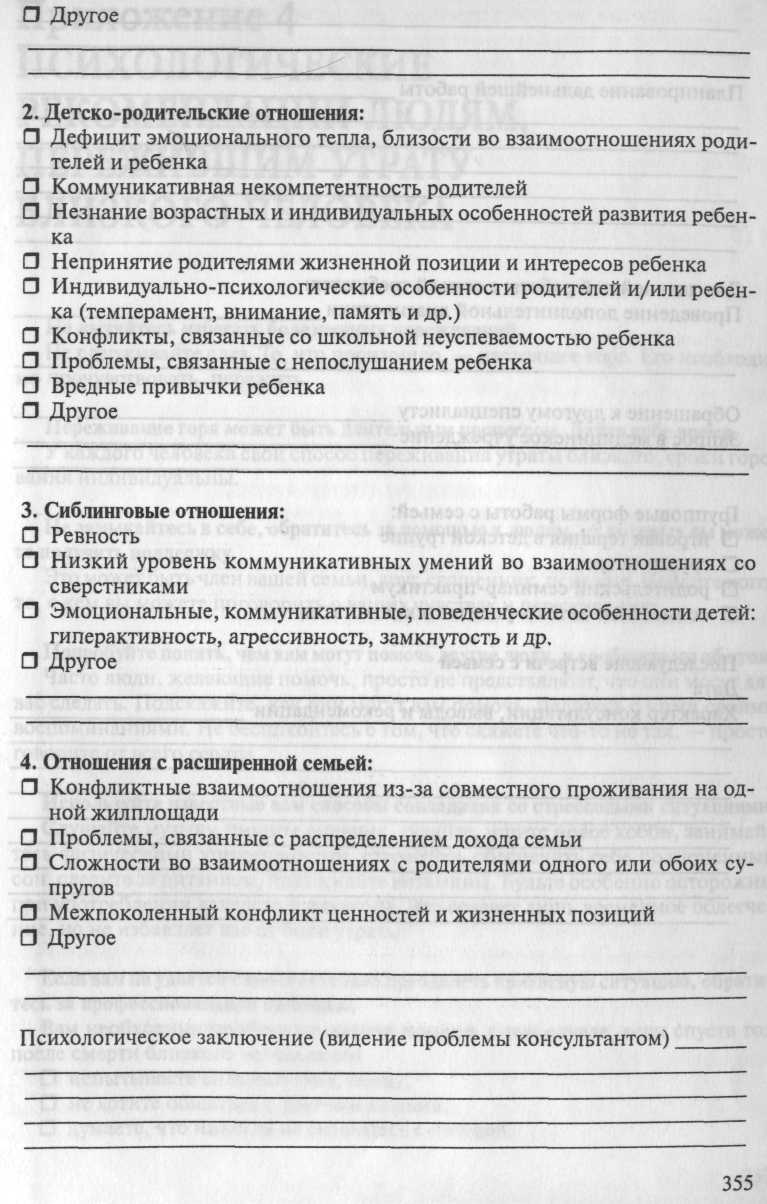 ❒ Другое
2. Детско-родительские отношения:
❒ Дефицит эмоционального тепла, близости во взаимоотношениях роди-
телей и ребенка
❒ Коммуникативная некомпетентность родителей
❒ Незнание возрастных и индивидуальных особенностей развития ребен-
ка
❒ Непринятие родителями жизненной позиции и интересов ребенка
❒ Индивидуально-психологические особенности родителей и/или ребен-
ка (темперамент, внимание, память и др.)
❒ Конфликты, связанные со школьной неуспеваемостью ребенка
❒ Проблемы, связанные с непослушанием ребенка
❒ Вредные привычки ребенка
❒ Другое
3. Сиблинговые отношения:
❒ Ревность
❒ Низкий уровень коммуникативных умений во взаимоотношениях со
сверстниками
❒ Эмоциональные, коммуникативные, поведенческие особенности детей:
гиперактивность, агрессивность, замкнутость и др.
❒ Другое
4. Отношения с расширенной семьей:
❒ Конфликтные взаимоотношения из-за совместного проживания на од-
ной жилплощади
❒ Проблемы, связанные с распределением дохода семьи
❒ Сложности во взаимоотношениях с родителями одного или обоих су-
пругов
❒ Межпоколенный конфликт ценностей и жизненных позиций
❒ Другое
Психологическое заключение (видение проблемы консультантом)
355